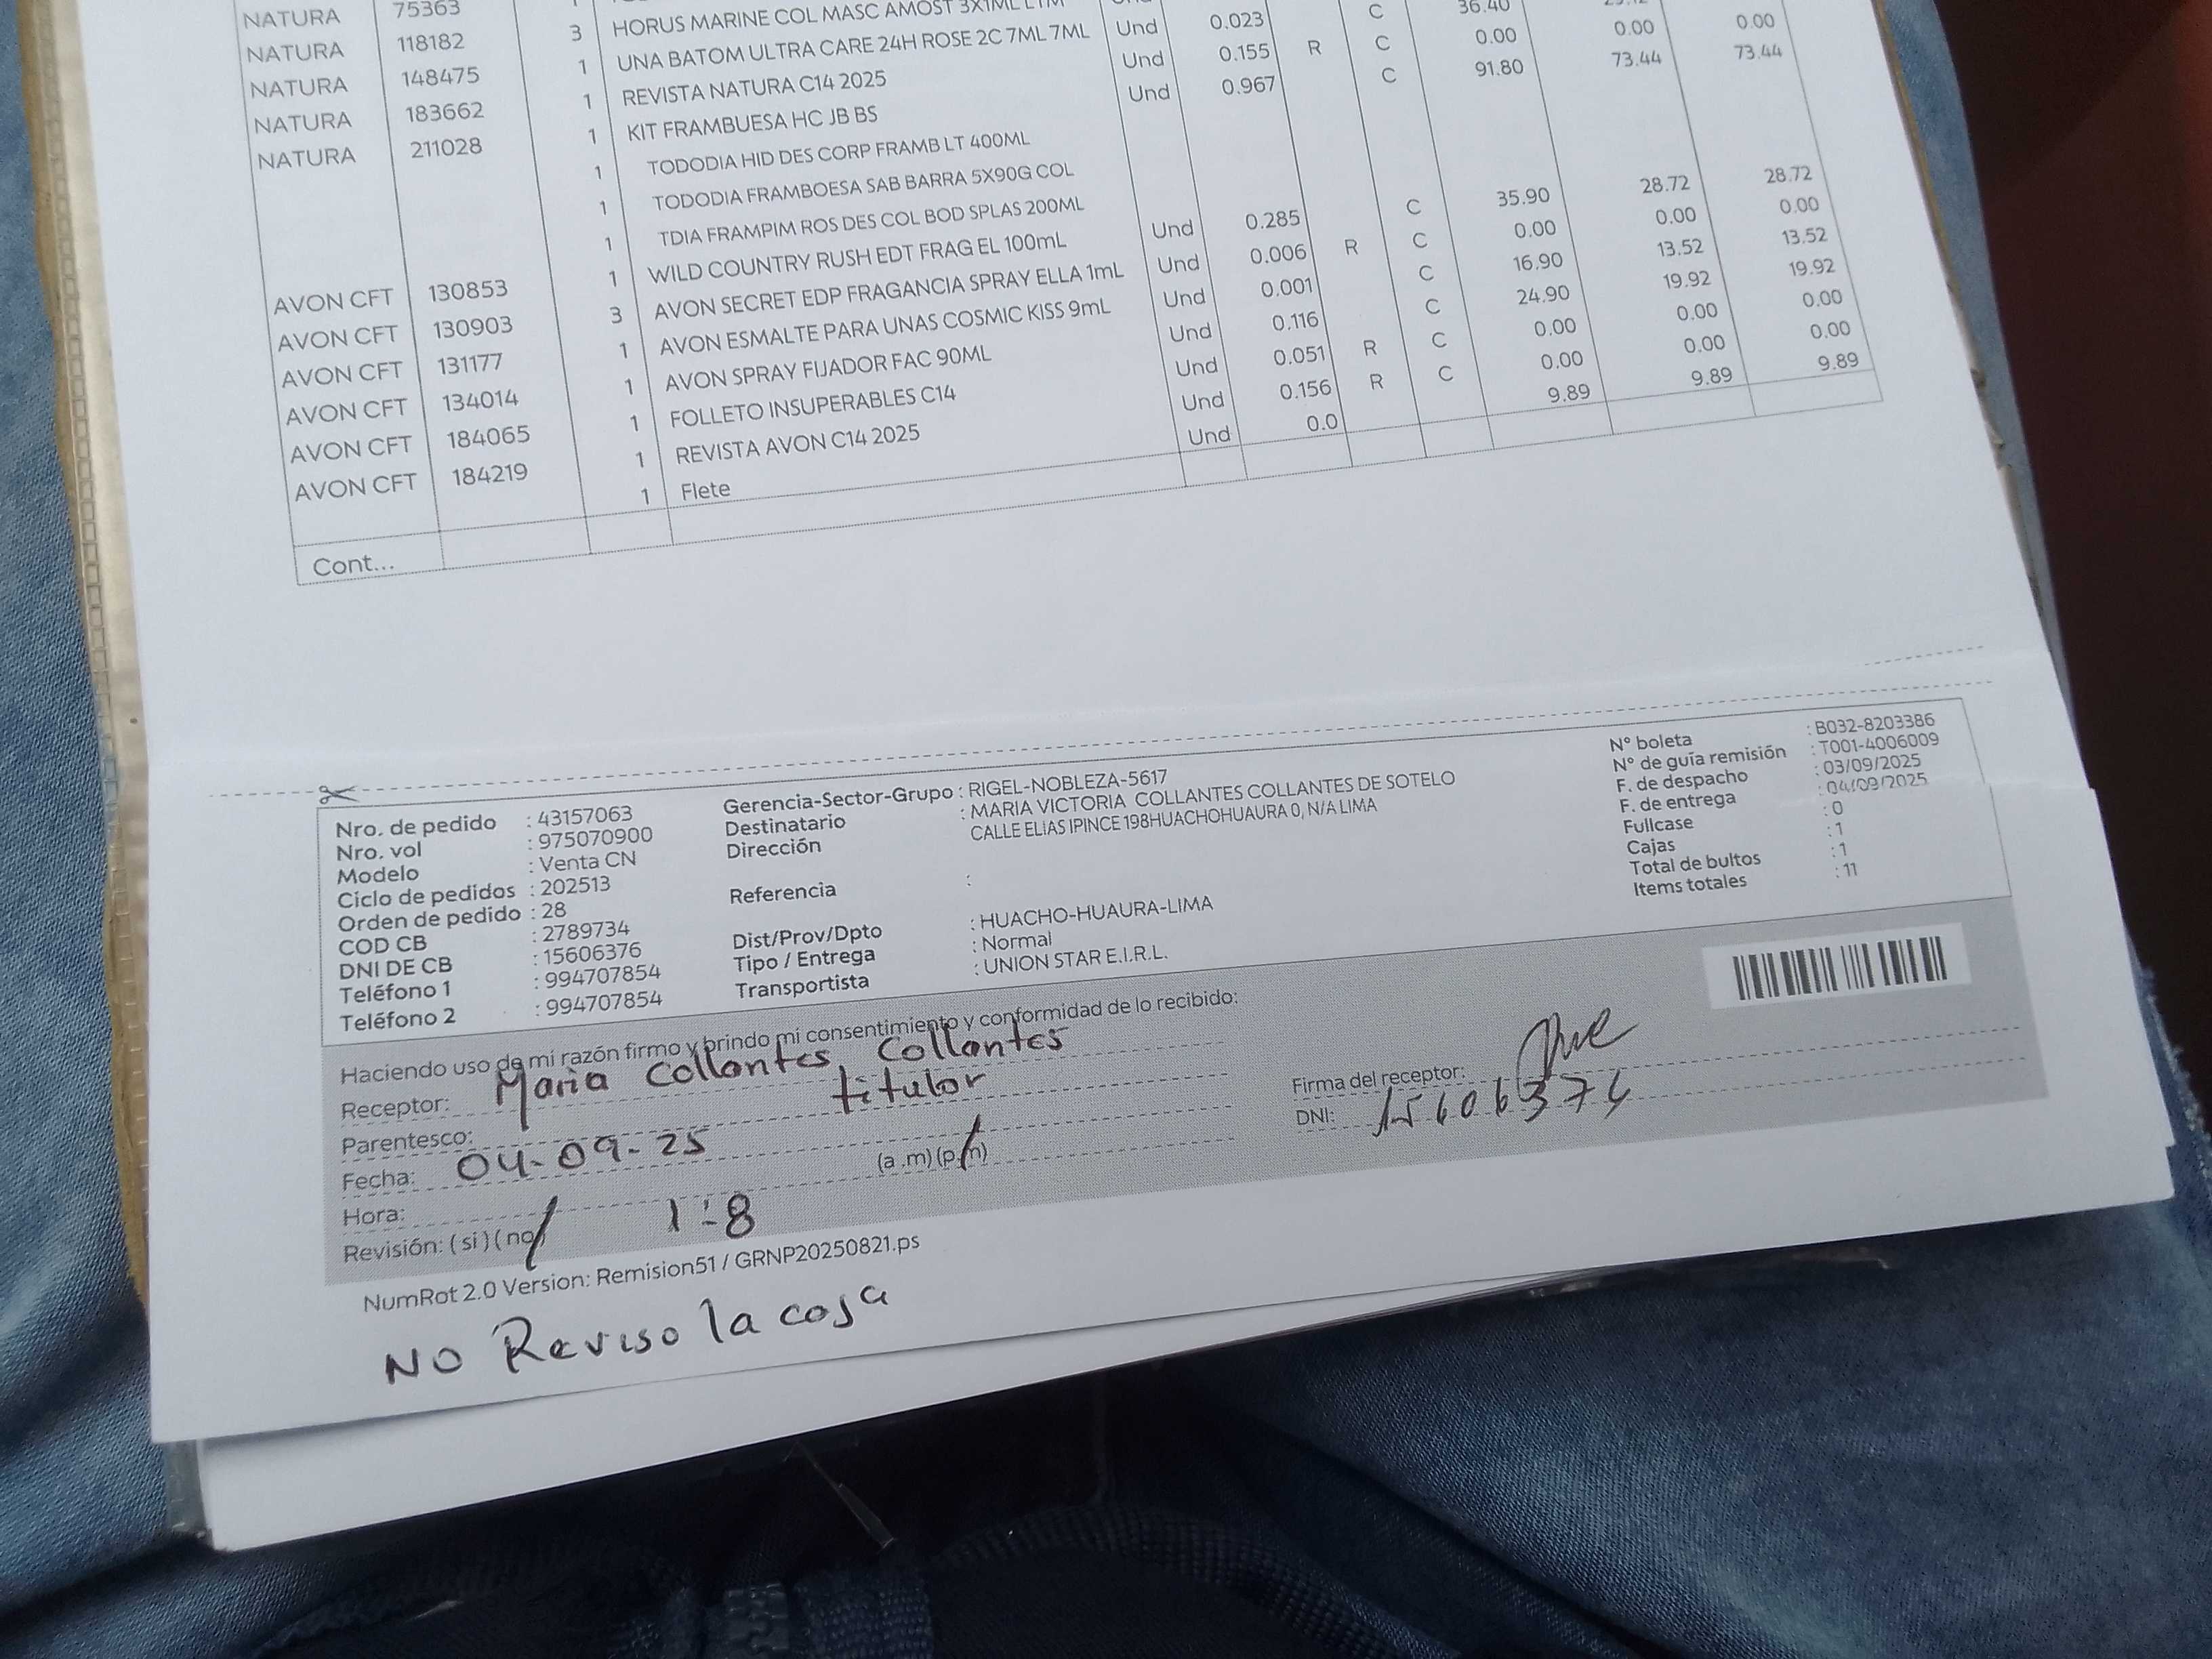 NATURA 75363
NATURA 118182 3 HORUS MARINE COL MASC AMOST 3X1ML Und 0.023 C 36.40
NATURA 148475 1 UNA BATOM ULTRA CARE 24H ROSE 2C 7ML 7ML Und 0.155 R C 0.00 0.00 0.00
NATURA 183662 1 REVISTA NATURA C14 2025 Und 0.967 C 91.80 73.44 73.44
NATURA 211028 1 KIT FRAMBUESA HC JB BS
1 TODODIA HID DES CORP FRAMB LT 400ML
1 TODODIA FRAMBOESA SAB BARRA 5X90G COL
1 TDIA FRAMPIM ROS DES COL BOD SPLAS 200ML
AVON CFT 130853 1 WILD COUNTRY RUSH EDT FRAG EL 100mL Und 0.285 C 35.90 28.72 28.72
AVON CFT 130903 3 AVON SECRET EDP FRAGANCIA SPRAY ELLA 1mL Und 0.006 R C 0.00 0.00 0.00
AVON CFT 131177 1 AVON ESMALTE PARA UNAS COSMIC KISS 9mL Und 0.001 C 16.90 13.52 13.52
AVON CFT 134014 1 AVON SPRAY FIJADOR FAC 90ML Und 0.116 C 24.90 19.92 19.92
AVON CFT 184065 1 FOLLETO INSUPERABLES C14 Und 0.051 R C 0.00 0.00 0.00
AVON CFT 184219 1 REVISTA AVON C14 2025 Und 0.156 R C 0.00 0.00 0.00
1 Flete Und 0.0 9.89 9.89 9.89
Cont...
Nro. de pedido : 43157063
Nro. vol : 975070900
Modelo : Venta CN
Ciclo de pedidos : 202513
Orden de pedido : 28
COD CB : 2789734
DNI DE CB : 15606376
Teléfono 1 : 994707854
Teléfono 2 : 994707854
Gerencia-Sector-Grupo : RIGEL-NOBLEZA-5617
Destinatario : MARIA VICTORIA COLLANTES COLLANTES DE SOTELO
Dirección CALLE ELIAS IPINCE 198HUACHOHUAURA 0, N/A LIMA
Referencia :
Dist/Prov/Dpto : HUACHO-HUAURA-LIMA
Tipo / Entrega : Normal
Transportista : UNION STAR E.I.R.L.
N° boleta : B032-8203386
N° de guía remisión : T001-4006009
F. de despacho : 03/09/2025
F. de entrega : 04/09/2025
Fullcase : 0
Cajas : 1
Total de bultos : 1
Items totales : 11
Haciendo uso de mi razón firmo y brindo mi consentimiento y conformidad de lo recibido:
Receptor: Maria Collantes Collantes
Parentesco: titular
Fecha: 04-09-25
Hora: 1:8 (a .m) (p.m)
Revisión: ( si ) ( no )
Firma del receptor:
DNI: 15606376
NumRot 2.0 Version: Remision51 / GRNP20250821.ps
NO Reviso la cosa